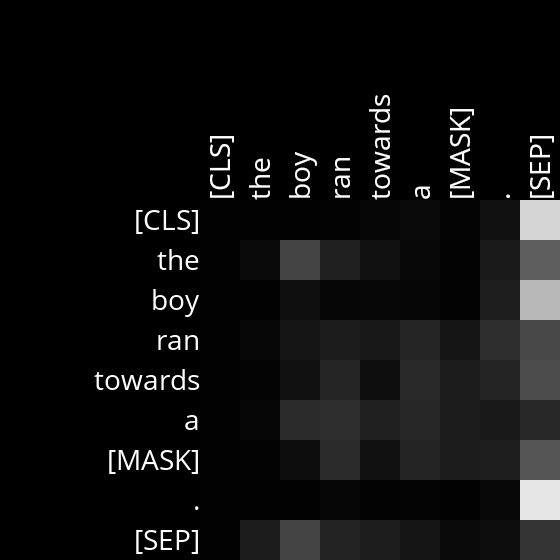 [CLS] the boy ran towards a [MASK] . [SEP]
[CLS]
the
boy
ran
towards
a
[MASK]
.
[SEP]